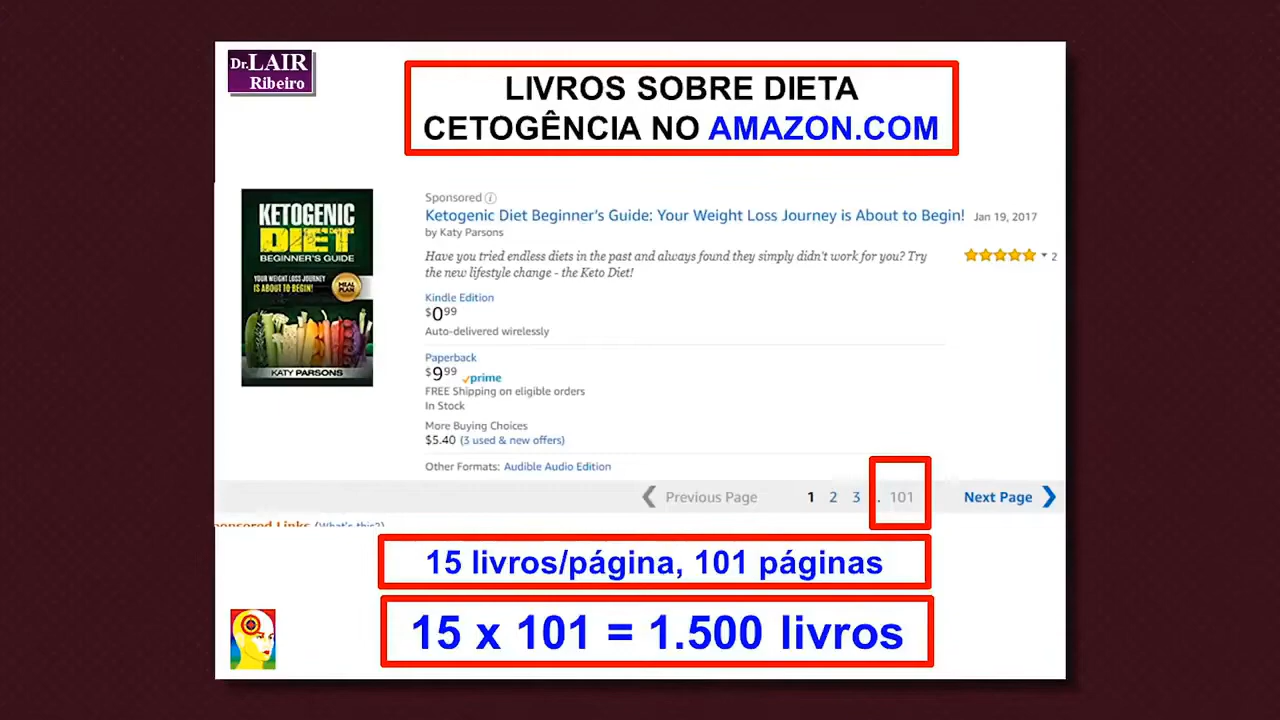 Dr.LAIR
Ribeiro
LIVROS SOBRE DIETA
CETOGÊNCIA NO AMAZON.COM
KETOGENIC
DIET
BEGINNER'S GUIDE
YOUR WEIGHT LOSS JOURNEY
IS ABOUT TO BEGIN!
MEAL
PLAN
KATY PARSONS
Sponsored
Ketogenic Diet Beginner's Guide: Your Weight Loss Journey is About to Begin! Jan 19, 2017
by Katy Parsons
Have you tried endless diets in the past and always found they simply didn't work for you? Try
the new lifestyle change - the Keto Diet!
2
Kindle Edition
$0.99
Auto-delivered wirelessly
Paperback
$9.99 prime
FREE Shipping on eligible orders
In Stock
More Buying Choices
$5.40 (3 used & new offers)
Other Formats: Audible Audio Edition
Previous Page 1 2 3 . 101 Next Page
ponsored Links (What's this?)
15 livros/página, 101 páginas
15 x 101 = 1.500 livros